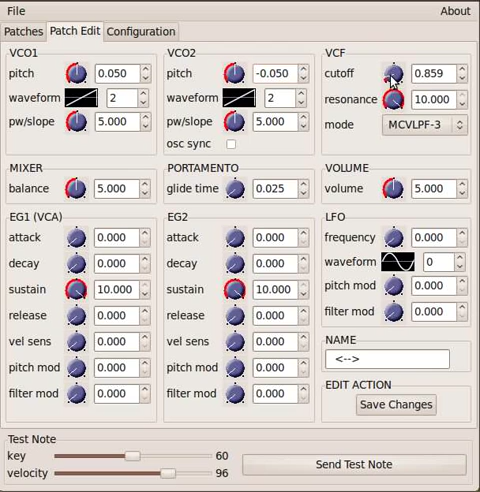 File About
Patches Patch Edit Configuration
VCO1 VCO2 VCF
pitch 0.050 pitch -0.050 cutoff 0.859
waveform 2 waveform 2 resonance 10.000
pw/slope 5.000 pw/slope 5.000 mode MCVLPF-3
osc sync
MIXER PORTAMENTO VOLUME
balance 5.000 glide time 0.025 volume 5.000
EG1 (VCA) EG2 LFO
attack 0.000 attack 0.000 frequency 0.000
decay 0.000 decay 0.000 waveform 0
sustain 10.000 sustain 10.000 pitch mod 0.000
release 0.000 release 0.000 filter mod 0.000
vel sens 0.000 vel sens 0.000 NAME
pitch mod 0.000 pitch mod 0.000 <-->
filter mod 0.000 filter mod 0.000 EDIT ACTION
Save Changes
Test Note
key 60
velocity 96
Send Test Note